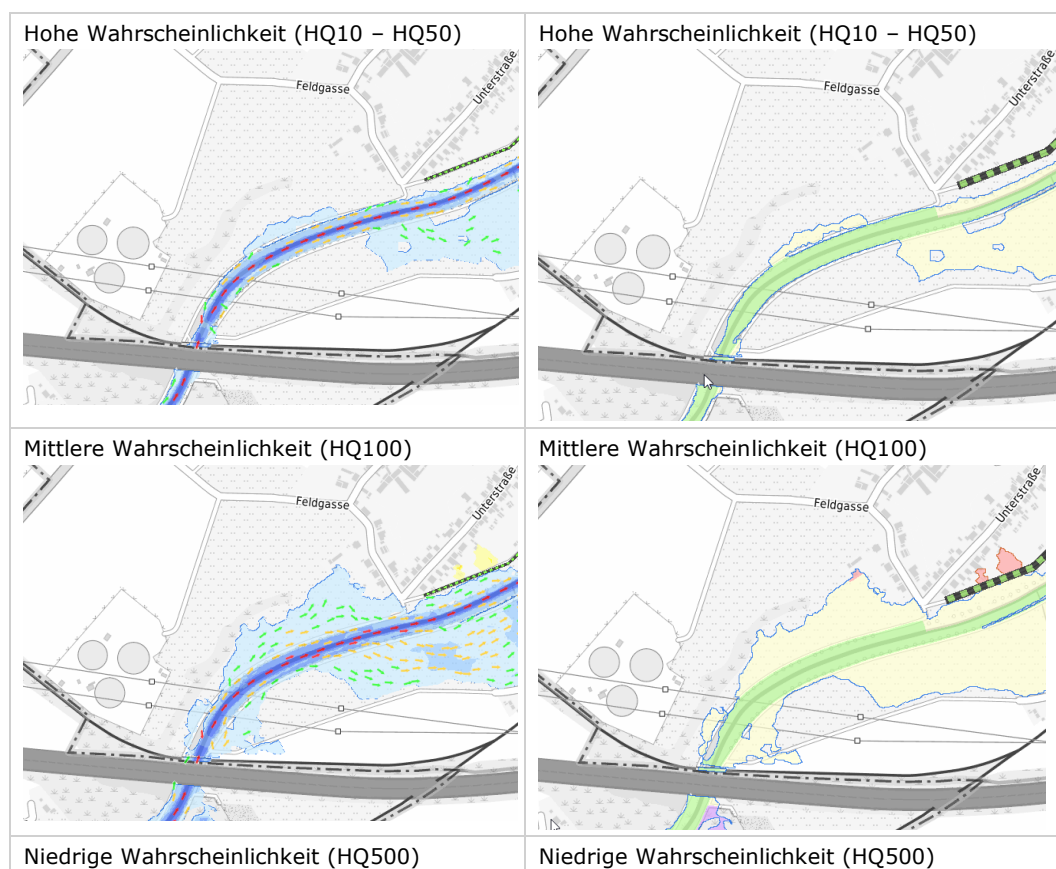 Hohe Wahrscheinlichkeit (HQ10 – HQ50)
Feldgasse
Unterstraße
Hohe Wahrscheinlichkeit (HQ10 – HQ50)
Feldgasse
Unterstraße
Mittlere Wahrscheinlichkeit (HQ100)
Feldgasse
Unterstraße
Mittlere Wahrscheinlichkeit (HQ100)
Feldgasse
Unterstraße
Niedrige Wahrscheinlichkeit (HQ500)
Niedrige Wahrscheinlichkeit (HQ500)